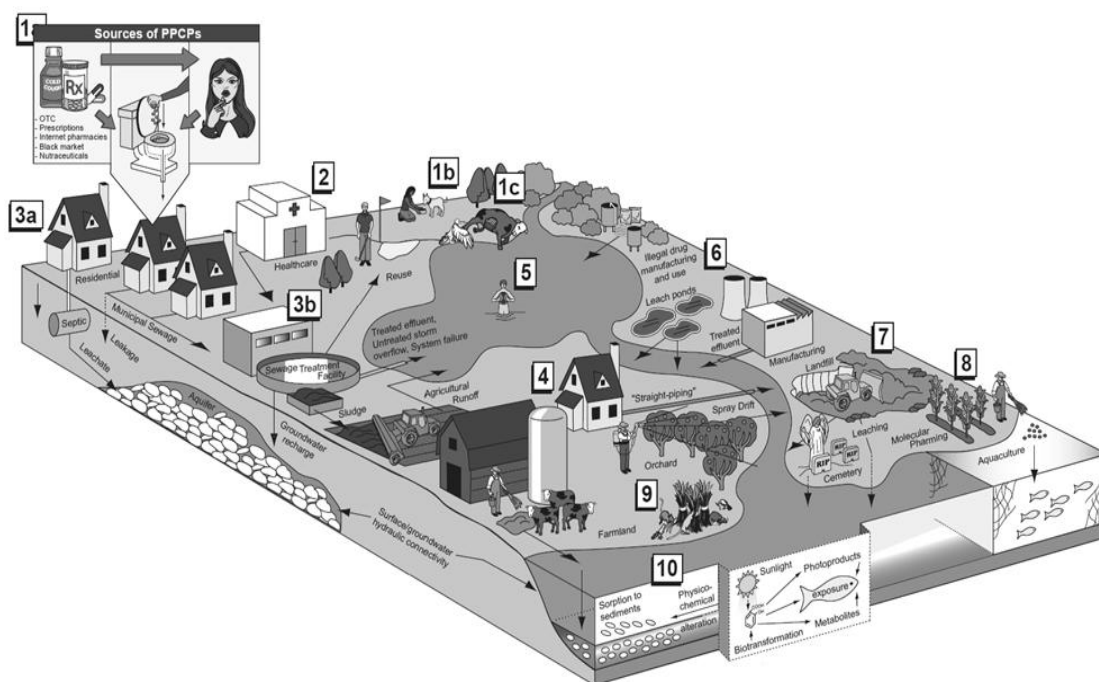 1a
Sources of PPCPs
COLD
COUGH
Rx
- OTC
- Prescriptions
- Internet pharmacies
- Black market
- Nutraceuticals
3a
Residential
Septic
Leachate
Leakage
Municipal Sewage
2
Healthcare
3b
Sewage Treatment
Facility
Sludge
Reuse
1b
1c
5
Treated effluent,
Untreated storm
overflow, System failure
Agricultural
Runoff
Aquifer
Groundwater
recharge
Surface/groundwater
hydraulic connectivity
4
"Straight-piping"
Spray Drift
Orchard
9
Farmland
Illegal drug
manufacturing
and use
6
Leach ponds
Treated
effluent
Manufacturing
7
Landfill
Leaching
RIP
RIP
RIP
Cemetery
8
Molecular
Pharming
Aquaculture
10
Sorption to
sediments
Physico-
chemical
alteration
Sunlight
Photoproducts
COOH
OH
exposure
Metabolites
Biotransformation